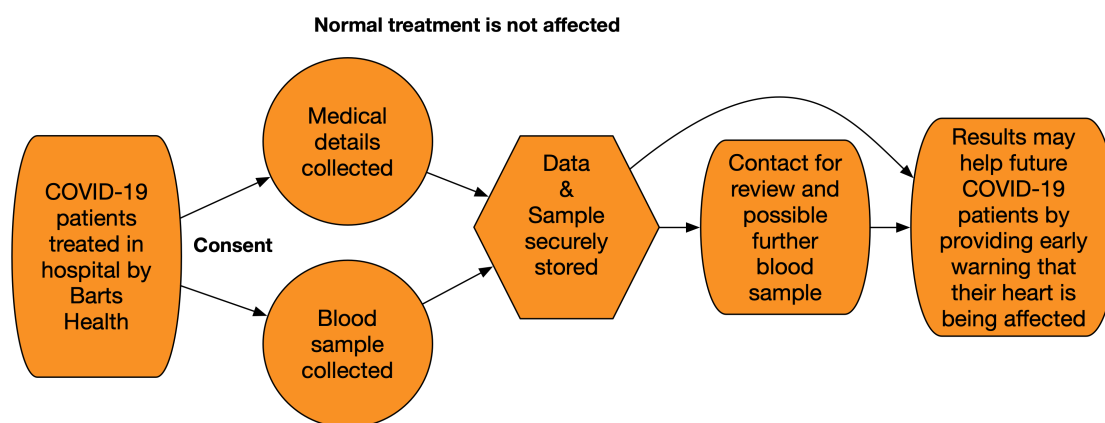 Normal treatment is not affected
COVID-19
patients
treated in
hospital by
Barts
Health
Consent
Medical
details
collected
Blood
sample
collected
Data
&
Sample
securely
stored
Contact for
review and
possible
further
blood
sample
Results may
help future
COVID-19
patients by
providing early
warning that
their heart is
being affected